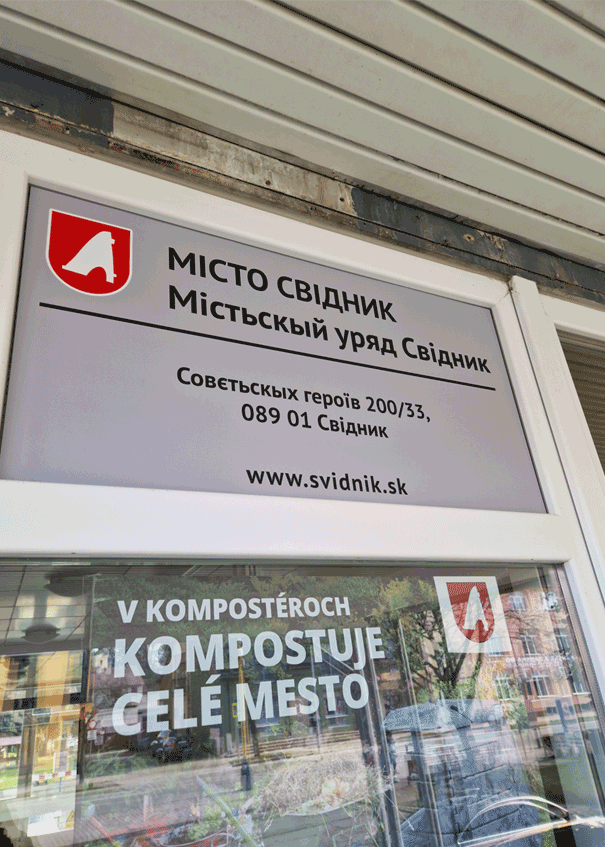 МІСТО СВІДНИК
Містьскый уряд Свідник
Совєтьскых героїв 200/33,
089 01 Свідник
www.svidnik.sk
V KOMPOSTÉROCH
KOMPOSTUJE
CELÉ MESTO